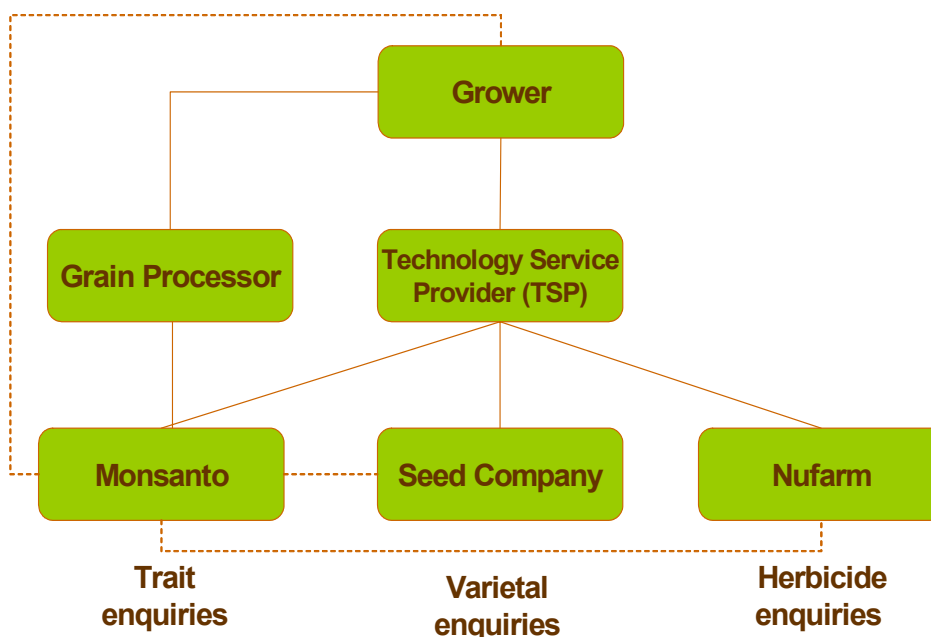 Grower
Grain Processor
Technology Service
Provider (TSP)
Monsanto
Seed Company
Nufarm
Trait
enquiries
Varietal
enquiries
Herbicide
enquiries